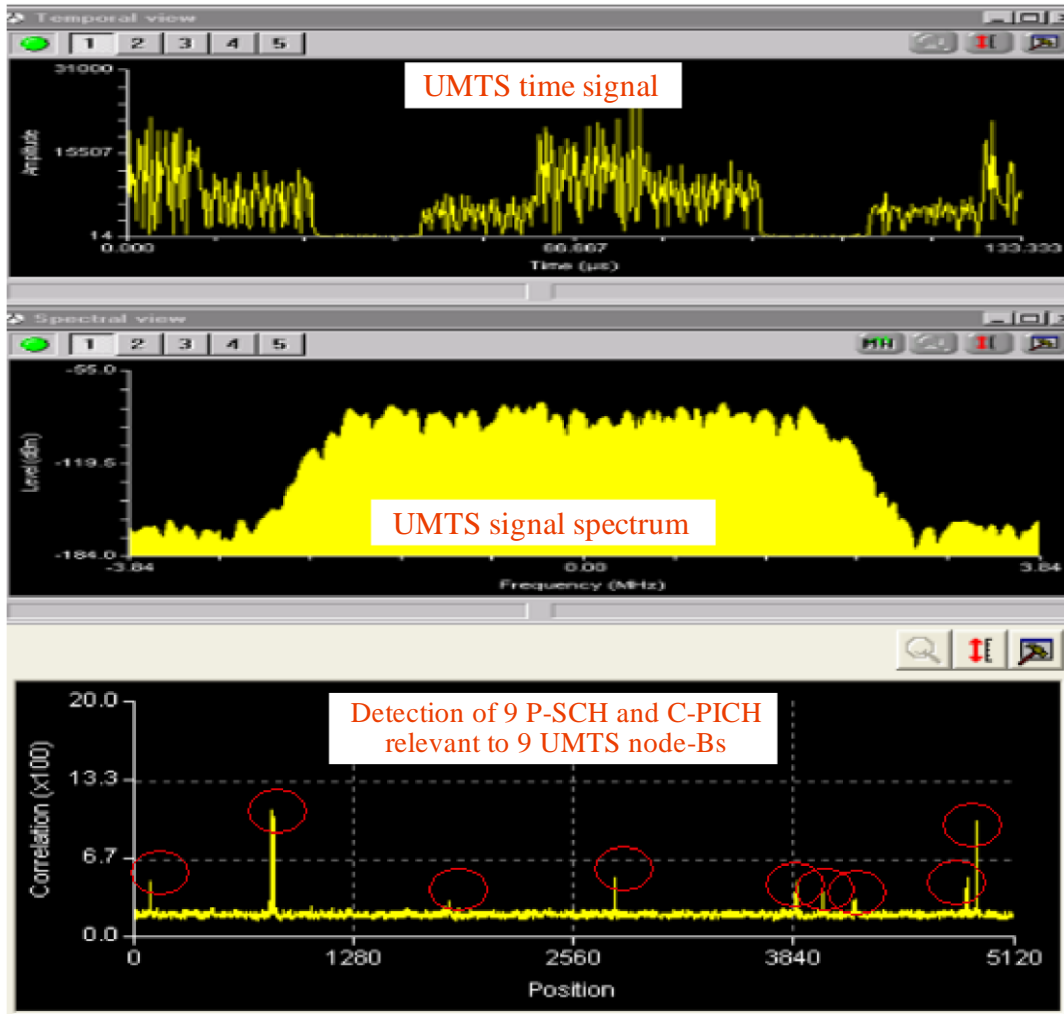 Temporal view
1 2 3 4 5
UMTS time signal
31000
15507
14
Amplitude
0.000 66.667 133.333
Time (µs)
Spectral view
1 2 3 4 5
MH
-55.0
-119.5
-184.0
Level (dBm)
UMTS signal spectrum
-3.84 0.00 3.84
Frequency (MHz)
Detection of 9 P-SCH and C-PICH
relevant to 9 UMTS node-Bs
20.0
13.3
6.7
0.0
Correlation (x100)
0 1280 2560 3840 5120
Position